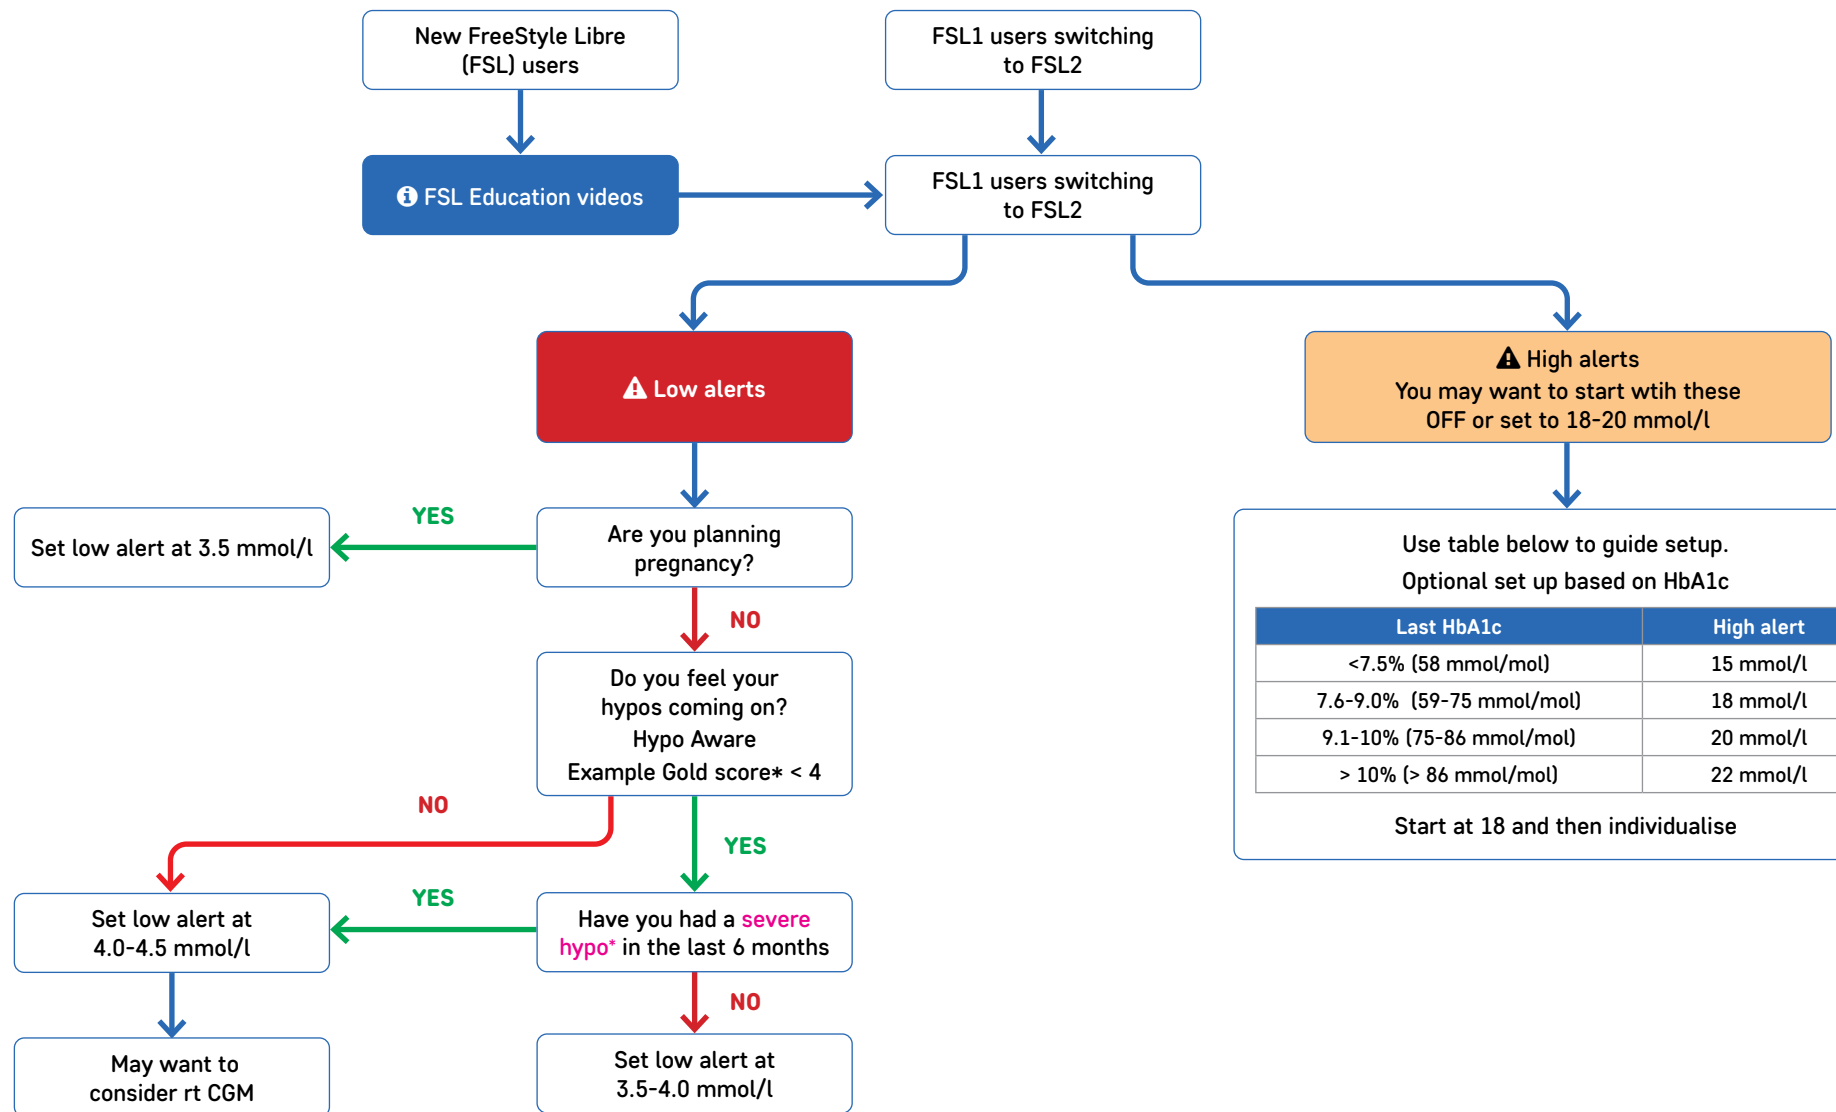 New FreeStyle Libre
(FSL) users
FSL1 users switching
to FSL2
FSL Education videos
FSL1 users switching
to FSL2
Low alerts
High alerts
You may want to start wtih these
OFF or set to 18-20 mmol/l
YES
Set low alert at 3.5 mmol/l
Are you planning
pregnancy?
NO
Do you feel your
hypos coming on?
Hypo Aware
Example Gold score* < 4
NO
YES
YES
Set low alert at
4.0-4.5 mmol/l
Have you had a severe
hypo* in the last 6 months
NO
May want to
consider rt CGM
Set low alert at
3.5-4.0 mmol/l
Use table below to guide setup.
Optional set up based on HbA1c
Last HbA1c High alert
<7.5% (58 mmol/mol) 15 mmol/l
7.6-9.0% (59-75 mmol/mol) 18 mmol/l
9.1-10% (75-86 mmol/mol) 20 mmol/l
> 10% (> 86 mmol/mol) 22 mmol/l
Start at 18 and then individualise